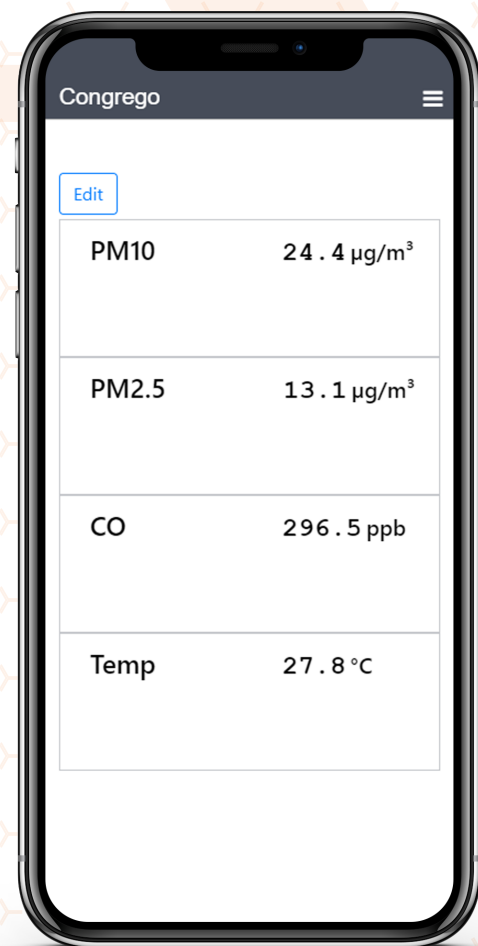 Congrego
Edit
PM10 24.4 µg/m³
PM2.5 13.1 µg/m³
CO 296.5 ppb
Temp 27.8 °C